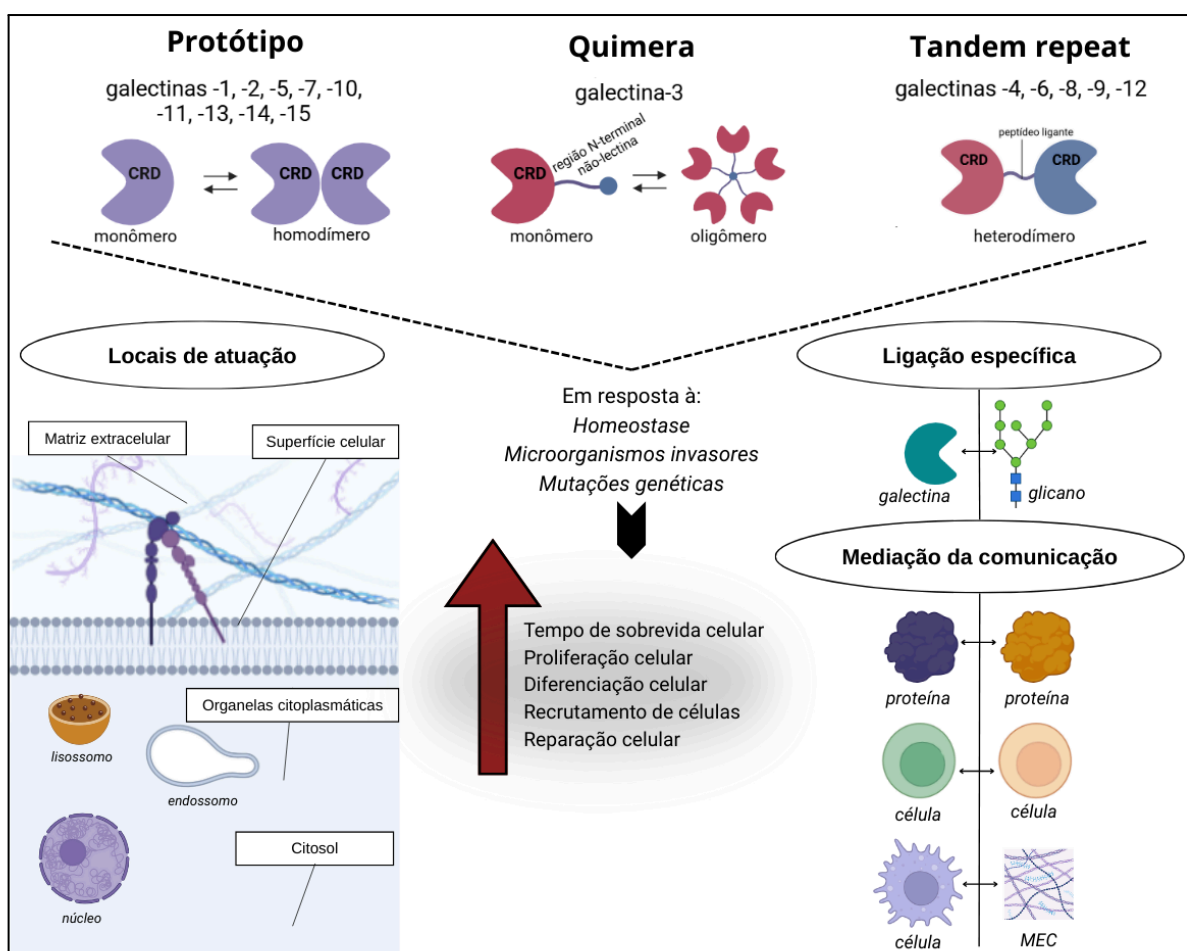 Protótipo
galectinas -1, -2, -5, -7, -10,
-11, -13, -14, -15
CRD
CRD
CRD
monômero
homodímero
Quimera
galectina-3
CRD
região N-terminal
não-lectina
monômero
oligômero
Tandem repeat
galectinas -4, -6, -8, -9, -12
peptídeo ligante
CRD
CRD
heterodímero
Locais de atuação
Matriz extracelular
Superfície celular
Organelas citoplasmáticas
lisossomo
endossomo
Citosol
núcleo
Em resposta à:
Homeostase
Microorganismos invasores
Mutações genéticas
Tempo de sobrevida celular
Proliferação celular
Diferenciação celular
Recrutamento de células
Reparação celular
Ligação específica
galectina
glicano
Mediação da comunicação
proteína
proteína
célula
célula
célula
MEC